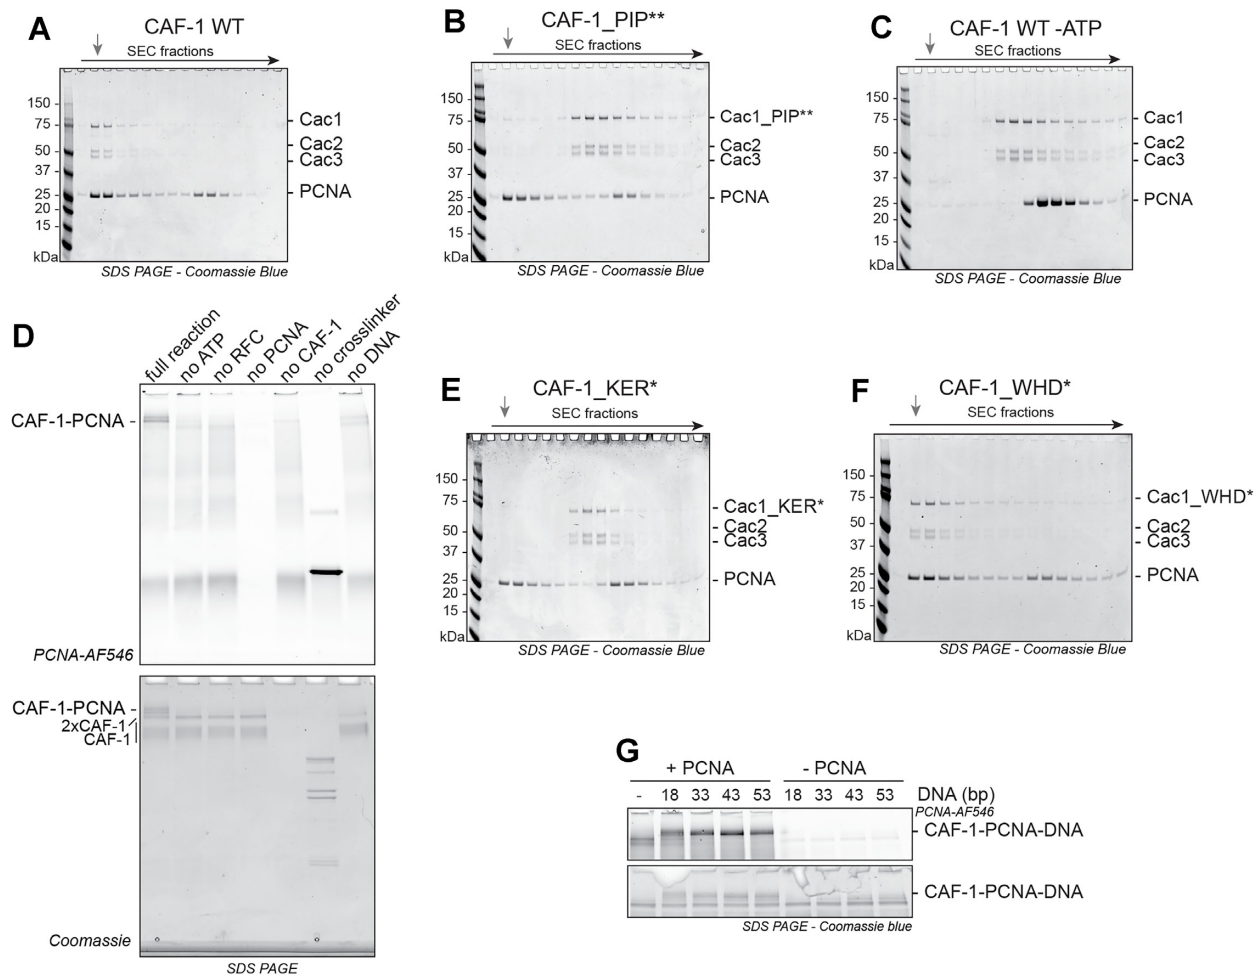 A
CAF-1 WT
SEC fractions
150
75
50
37
25
20
15
kDa
Cac1
Cac2
Cac3
PCNA
SDS PAGE - Coomassie Blue
B
CAF-1_PIP**
SEC fractions
150
75
50
37
25
20
15
kDa
Cac1_PIP**
Cac2
Cac3
PCNA
SDS PAGE - Coomassie Blue
C
CAF-1 WT -ATP
SEC fractions
150
75
50
37
25
20
15
kDa
Cac1
Cac2
Cac3
PCNA
SDS PAGE - Coomassie Blue
D
full reaction
no ATP
no RFC
no PCNA
no CAF-1
no crosslinker
no DNA
CAF-1-PCNA
PCNA-AF546
CAF-1-PCNA
2xCAF-1
CAF-1
Coomassie
SDS PAGE
E
CAF-1_KER*
SEC fractions
150
75
50
37
25
20
15
kDa
Cac1_KER*
Cac2
Cac3
PCNA
SDS PAGE - Coomassie Blue
F
CAF-1_WHD*
SEC fractions
150
75
50
37
25
20
15
kDa
Cac1_WHD*
Cac2
Cac3
PCNA
SDS PAGE - Coomassie Blue
G
+ PCNA - PCNA
- 18 33 43 53 18 33 43 53 DNA (bp)
PCNA-AF546
CAF-1-PCNA-DNA
CAF-1-PCNA-DNA
SDS PAGE - Coomassie blue